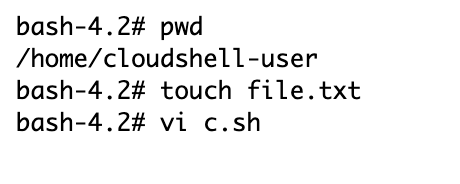 bash-4.2# pwd
/home/cloudshell-user
bash-4.2# touch file.txt
bash-4.2# vi c.sh